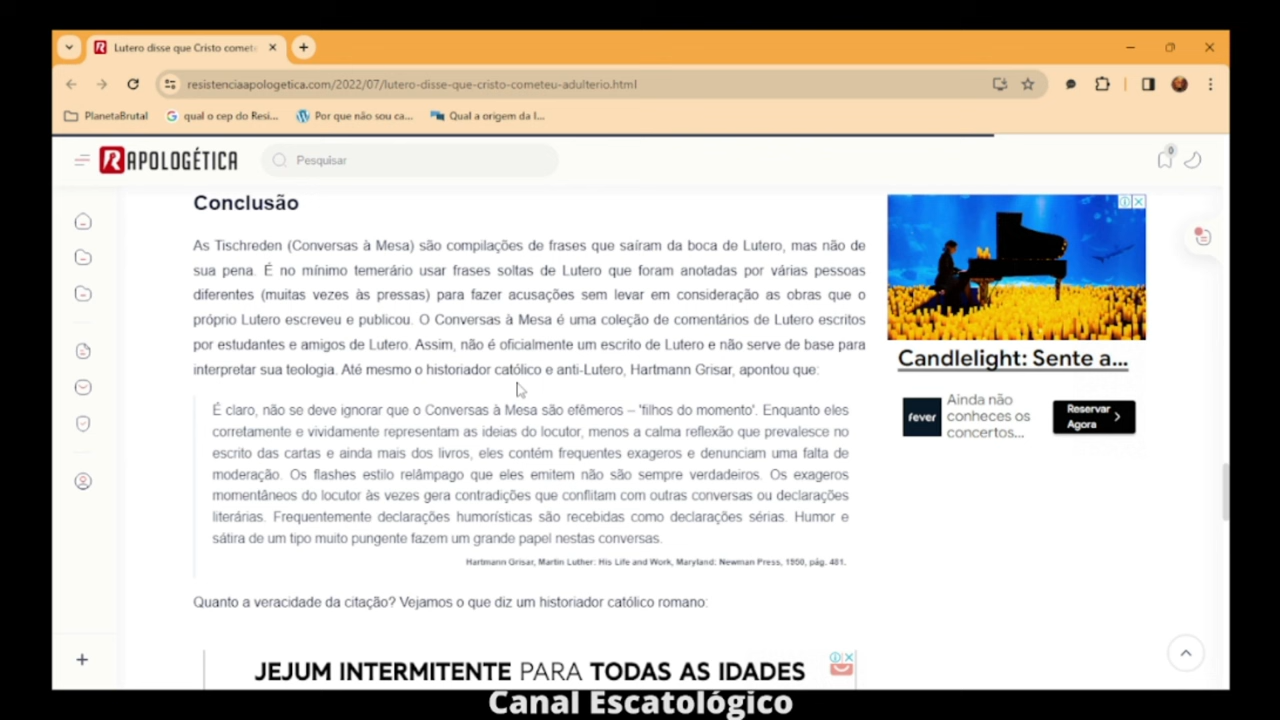 Lutero disse que Cristo comete
resistenciaapologetica.com/2022/07/lutero-disse-que-cristo-cometeu-adulterio.html
PlanetaBrutal
qual o cep do Resi...
Por que não sou ca...
Qual a origem da I...
R APOLOGÉTICA
Pesquisar
0
Conclusão
As Tischreden (Conversas à Mesa) são compilações de frases que saíram da boca de Lutero, mas não de
sua pena. É no mínimo temerário usar frases soltas de Lutero que foram anotadas por várias pessoas
diferentes (muitas vezes às pressas) para fazer acusações sem levar em consideração as obras que o
próprio Lutero escreveu e publicou. O Conversas à Mesa é uma coleção de comentários de Lutero escritos
por estudantes e amigos de Lutero. Assim, não é oficialmente um escrito de Lutero e não serve de base para
interpretar sua teologia. Até mesmo o historiador católico e anti-Lutero, Hartmann Grisar, apontou que:
É claro, não se deve ignorar que o Conversas à Mesa são efêmeros – 'filhos do momento'. Enquanto eles
corretamente e vividamente representam as ideias do locutor, menos a calma reflexão que prevalesce no
escrito das cartas e ainda mais dos livros, eles contém frequentes exageros e denunciam uma falta de
moderação. Os flashes estilo relâmpago que eles emitem não são sempre verdadeiros. Os exageros
momentâneos do locutor às vezes gera contradições que conflitam com outras conversas ou declarações
literárias. Frequentemente declarações humorísticas são recebidas como declarações sérias. Humor e
sátira de um tipo muito pungente fazem um grande papel nestas conversas.
Hartmann Grisar, Martin Luther: His Life and Work, Maryland: Newman Press, 1950, pág. 481.
Quanto a veracidade da citação? Vejamos o que diz um historiador católico romano:
Candlelight: Sente a...
fever
Ainda não
conheces os
concertos...
Reservar
Agora
JEJUM INTERMITENTE PARA TODAS AS IDADES
Canal Escatológico